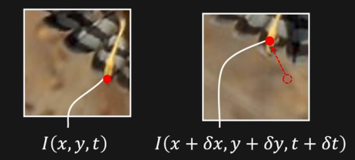 I(x, y, t)
I(x + δx, y + δy, t + δt)